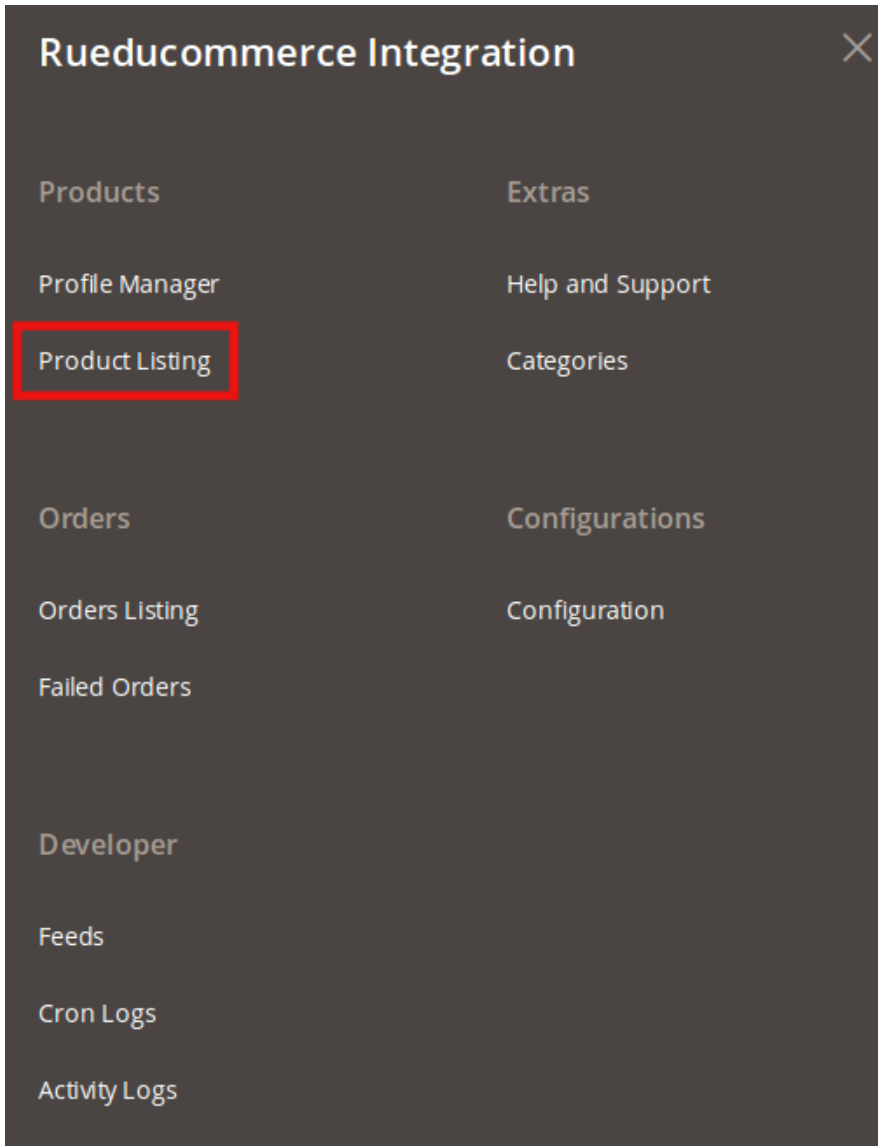 Rueducommerce Integration
Products
Profile Manager
Product Listing
Extras
Help and Support
Categories
Orders
Orders Listing
Failed Orders
Configurations
Configuration
Developer
Feeds
Cron Logs
Activity Logs